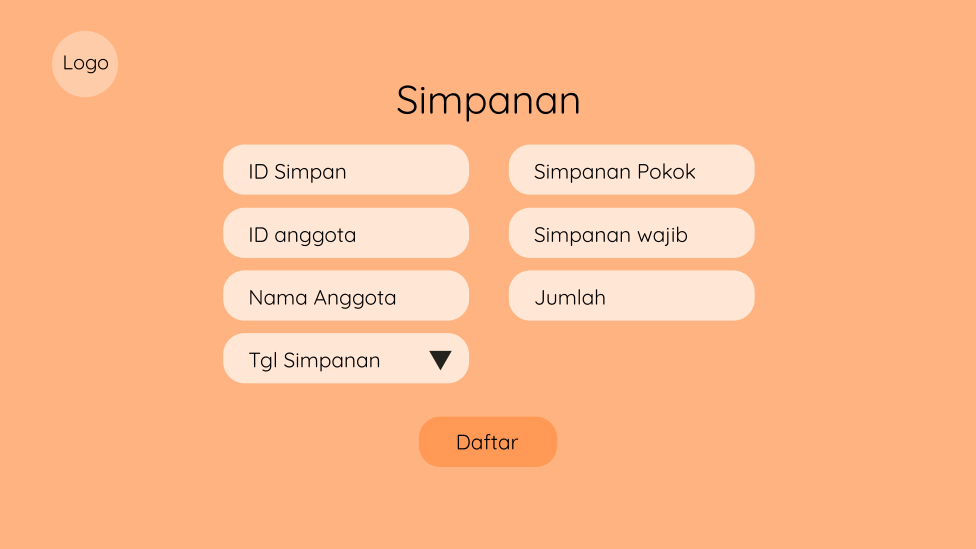 Logo
Simpanan
ID Simpan
ID anggota
Nama Anggota
Tgl Simpanan
Simpanan Pokok
Simpanan wajib
Jumlah
Daftar